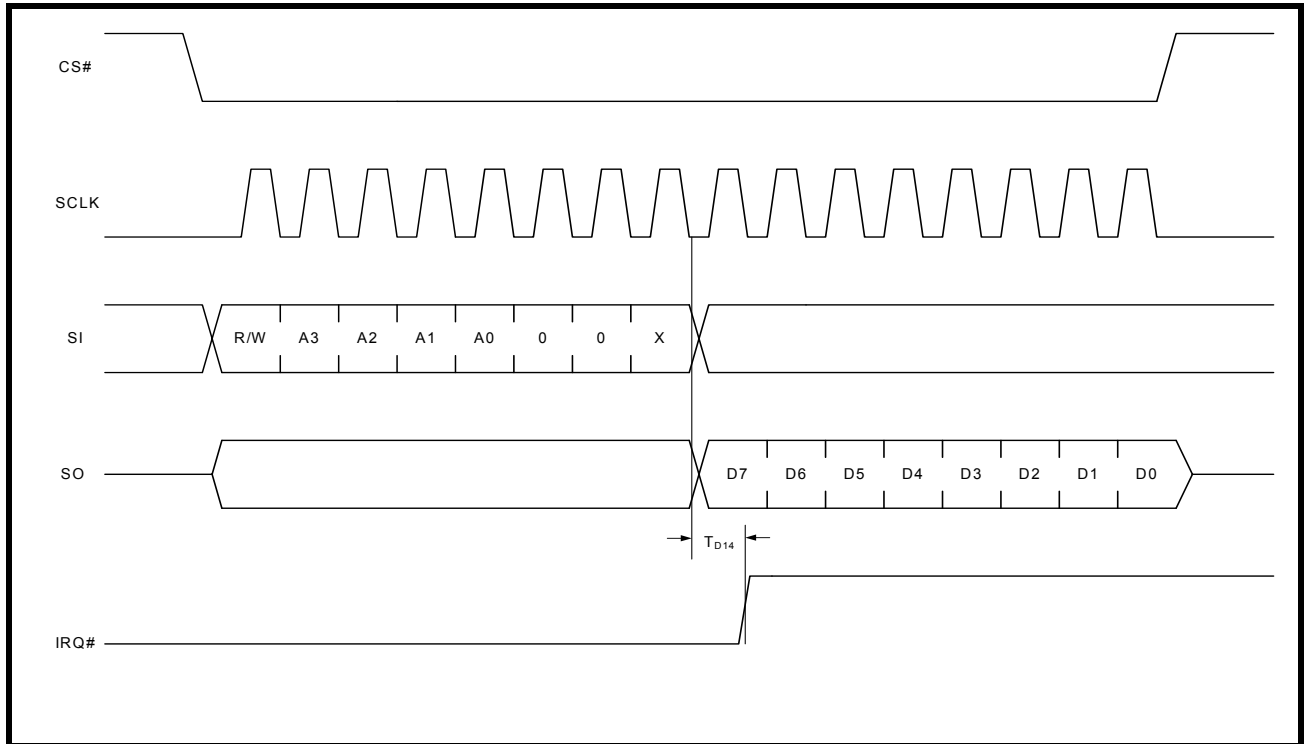 CS#
SCLK
SI
R/W A3 A2 A1 A0 0 0 X
SO
D7 D6 D5 D4 D3 D2 D1 D0
TD14
IRQ#